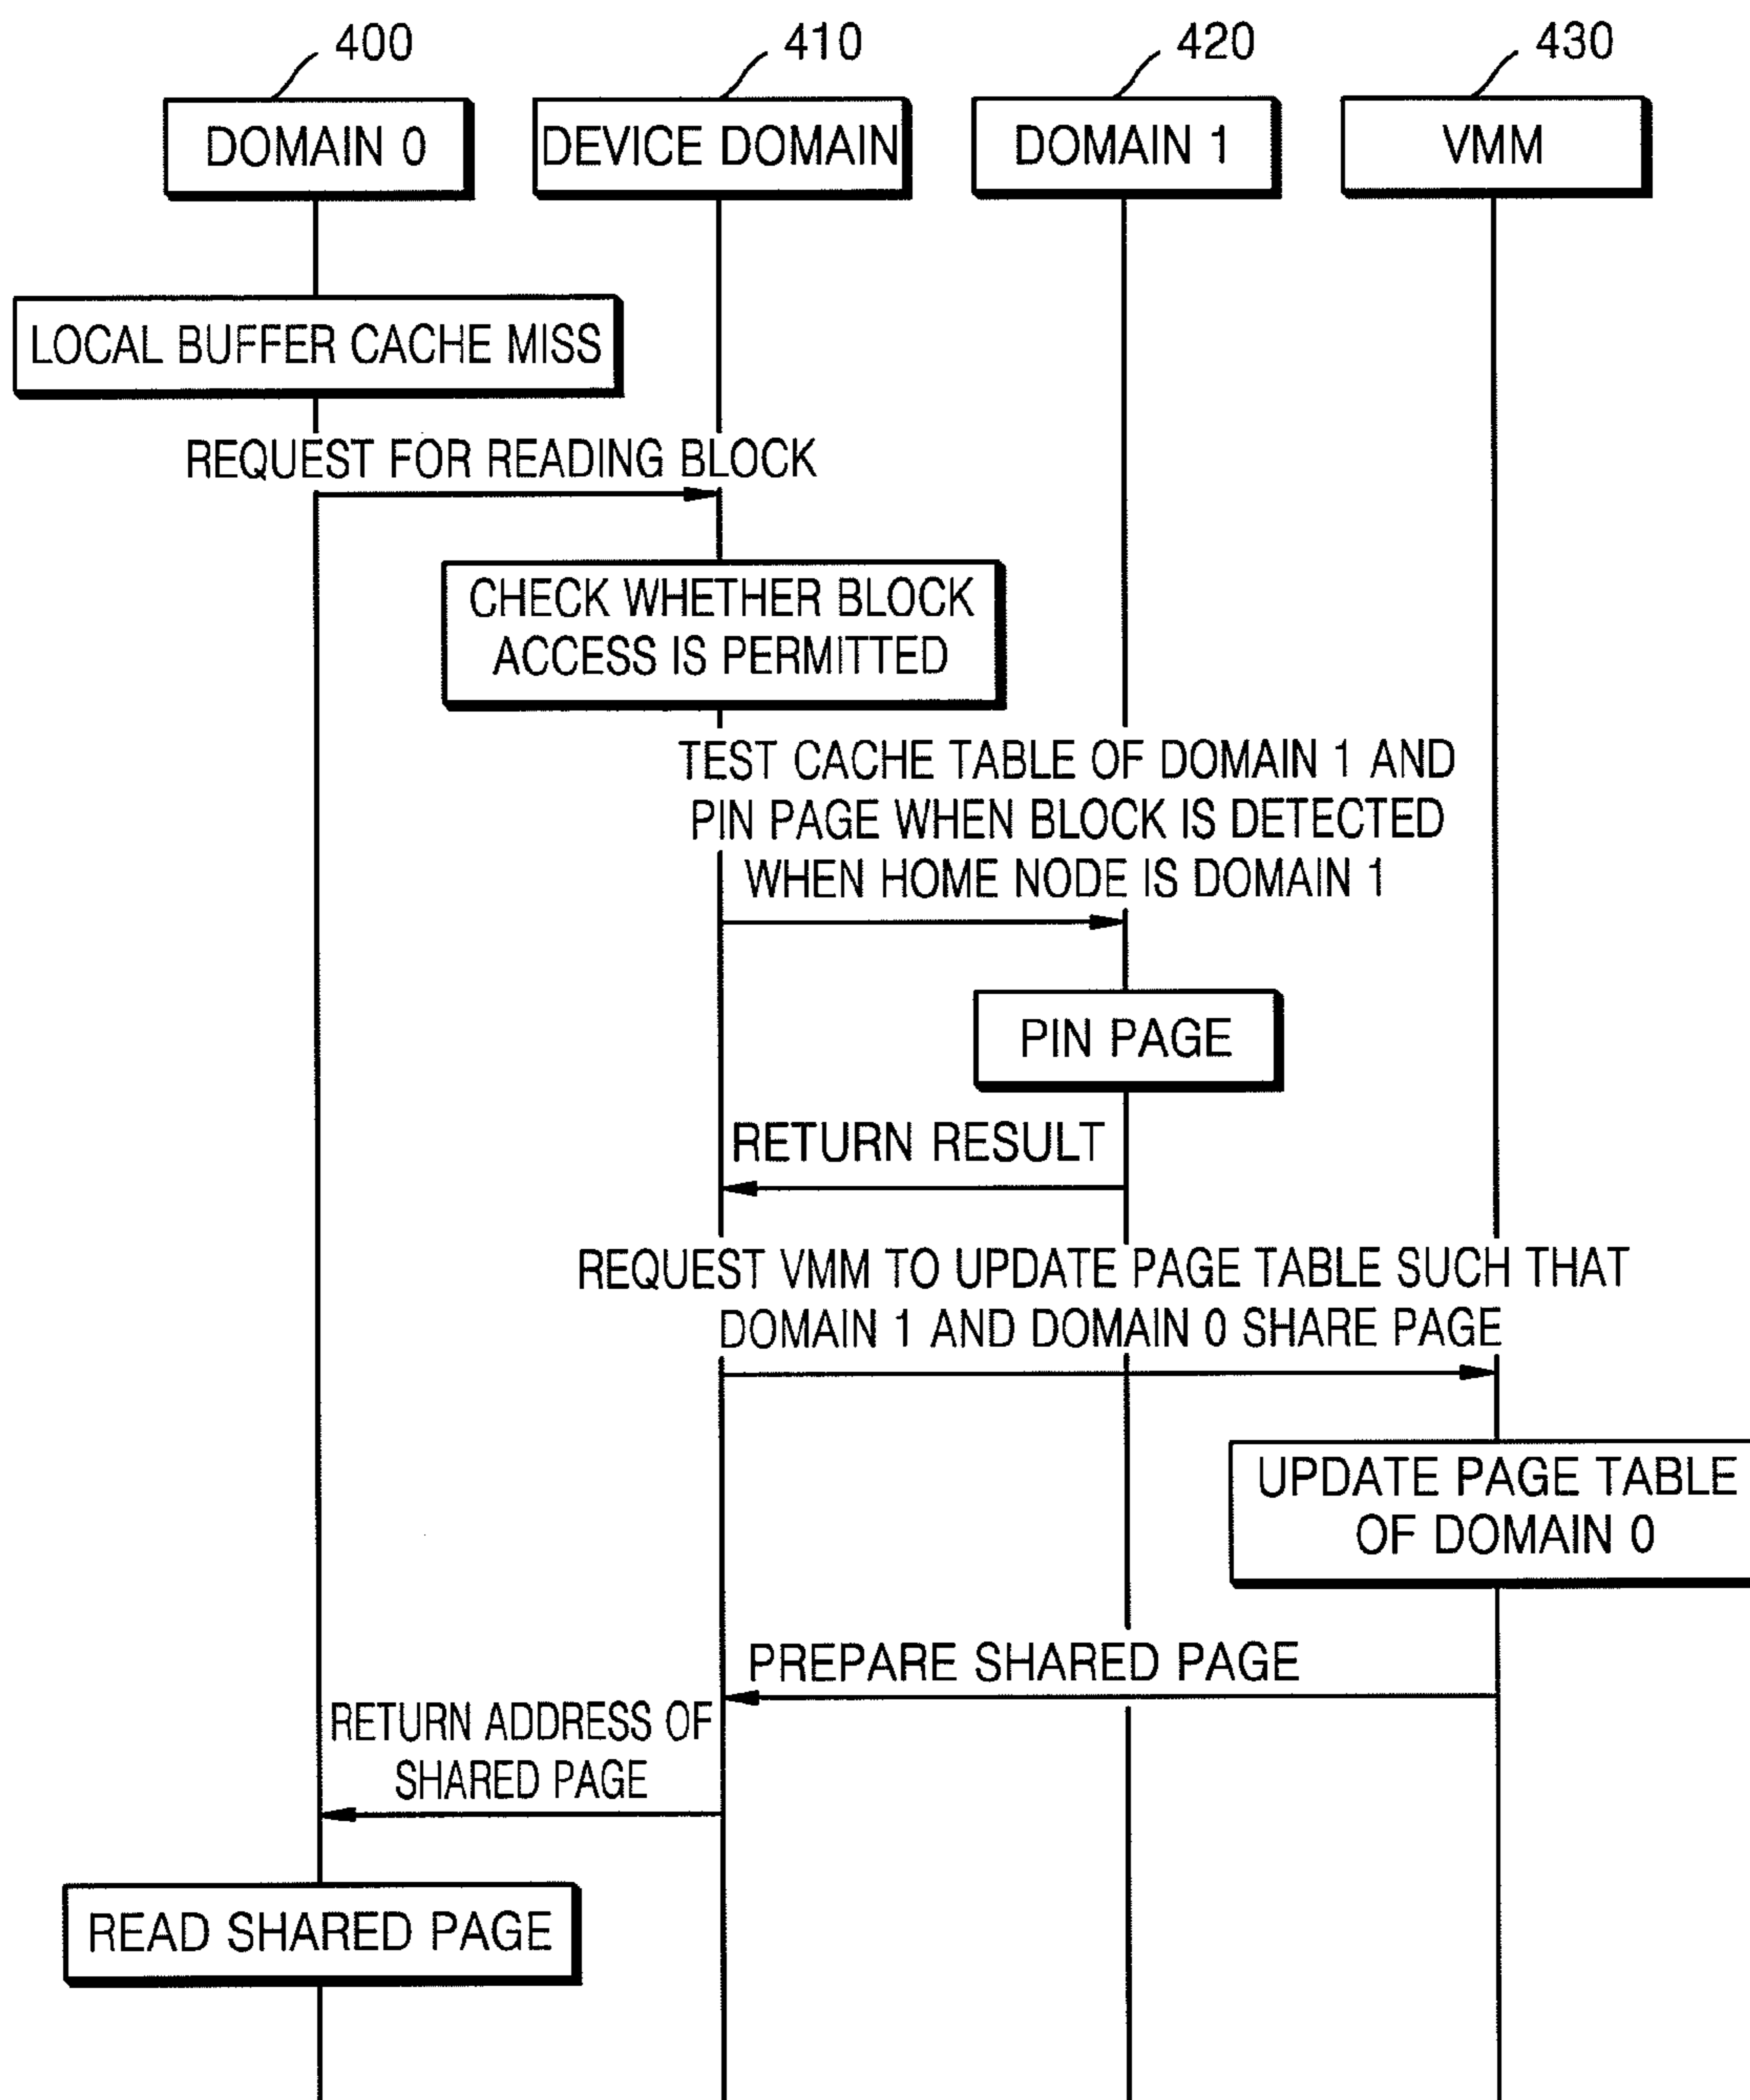 400
410
420
430
DOMAIN 0
DEVICE DOMAIN
DOMAIN 1
VMM
LOCAL BUFFER CACHE MISS
REQUEST FOR READING BLOCK
CHECK WHETHER BLOCK
ACCESS IS PERMITTED
TEST CACHE TABLE OF DOMAIN 1 AND
PIN PAGE WHEN BLOCK IS DETECTED
WHEN HOME NODE IS DOMAIN 1
PIN PAGE
RETURN RESULT
REQUEST VMM TO UPDATE PAGE TABLE SUCH THAT
DOMAIN 1 AND DOMAIN 0 SHARE PAGE
UPDATE PAGE TABLE
OF DOMAIN 0
PREPARE SHARED PAGE
RETURN ADDRESS OF
SHARED PAGE
READ SHARED PAGE